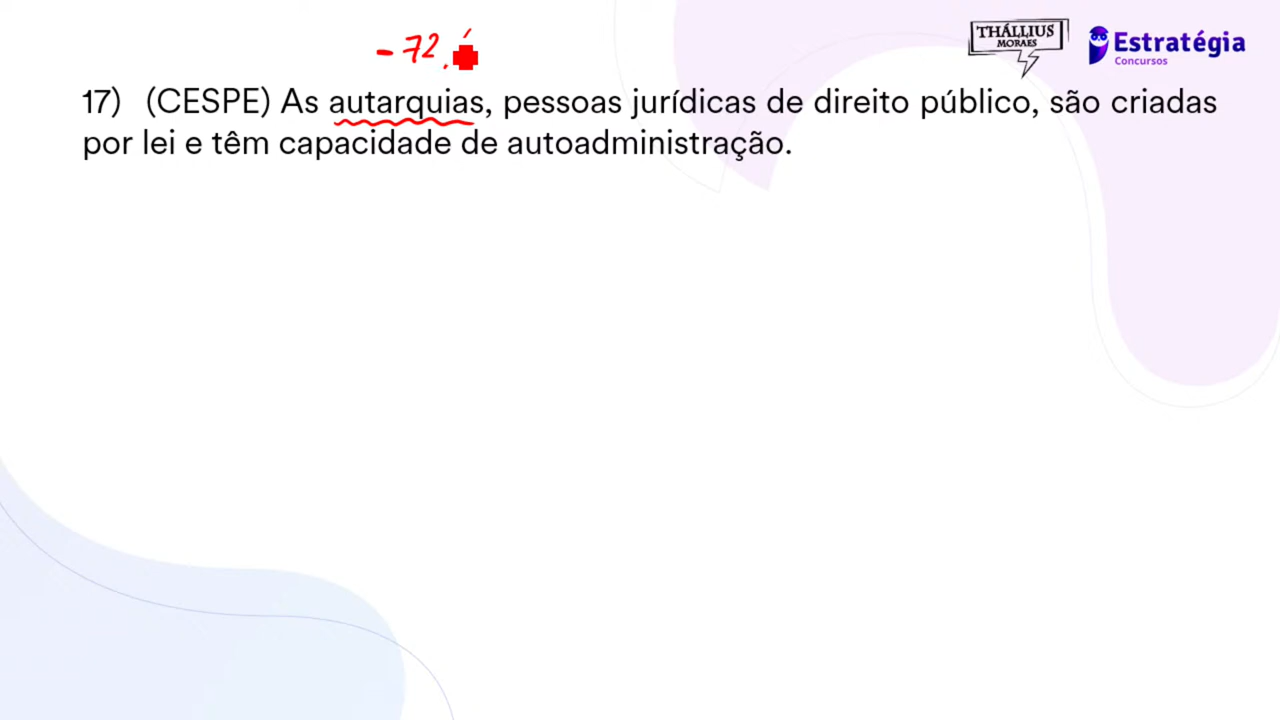 THÁLLIUS
MORAES
Estratégia
Concursos
- 72.
17) (CESPE) As autarquias, pessoas jurídicas de direito público, são criadas
por lei e têm capacidade de autoadministração.